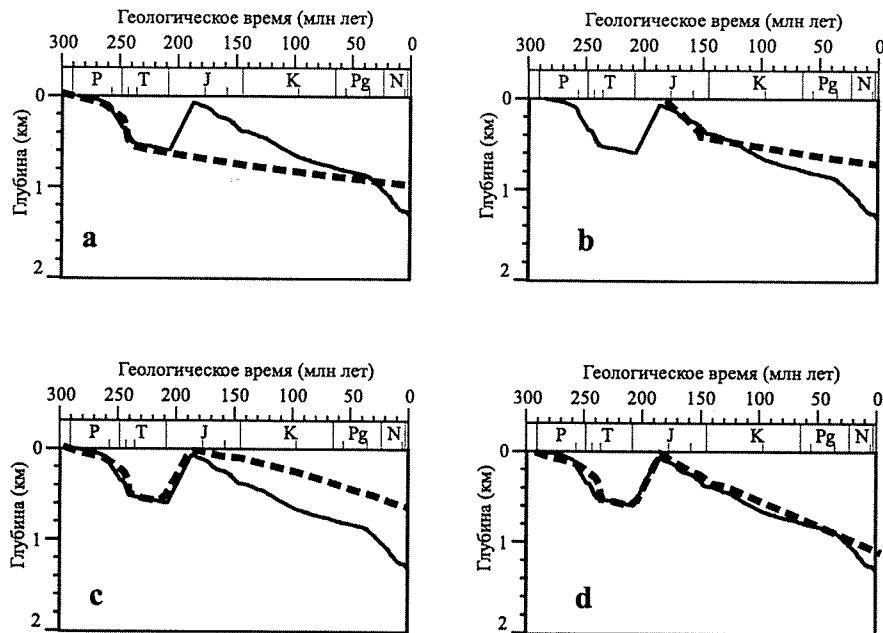 Геологическое время (млн лет)
300 250 200 150 100 50 0
P T J K Pg N
0
1
2
Глубина (км)
a
Геологическое время (млн лет)
300 250 200 150 100 50 0
P T J K Pg N
0
1
2
Глубина (км)
b
Геологическое время (млн лет)
300 250 200 150 100 50 0
P T J K Pg N
0
1
2
Глубина (км)
c
Геологическое время (млн лет)
300 250 200 150 100 50 0
P T J K Pg N
0
1
2
Глубина (км)
d